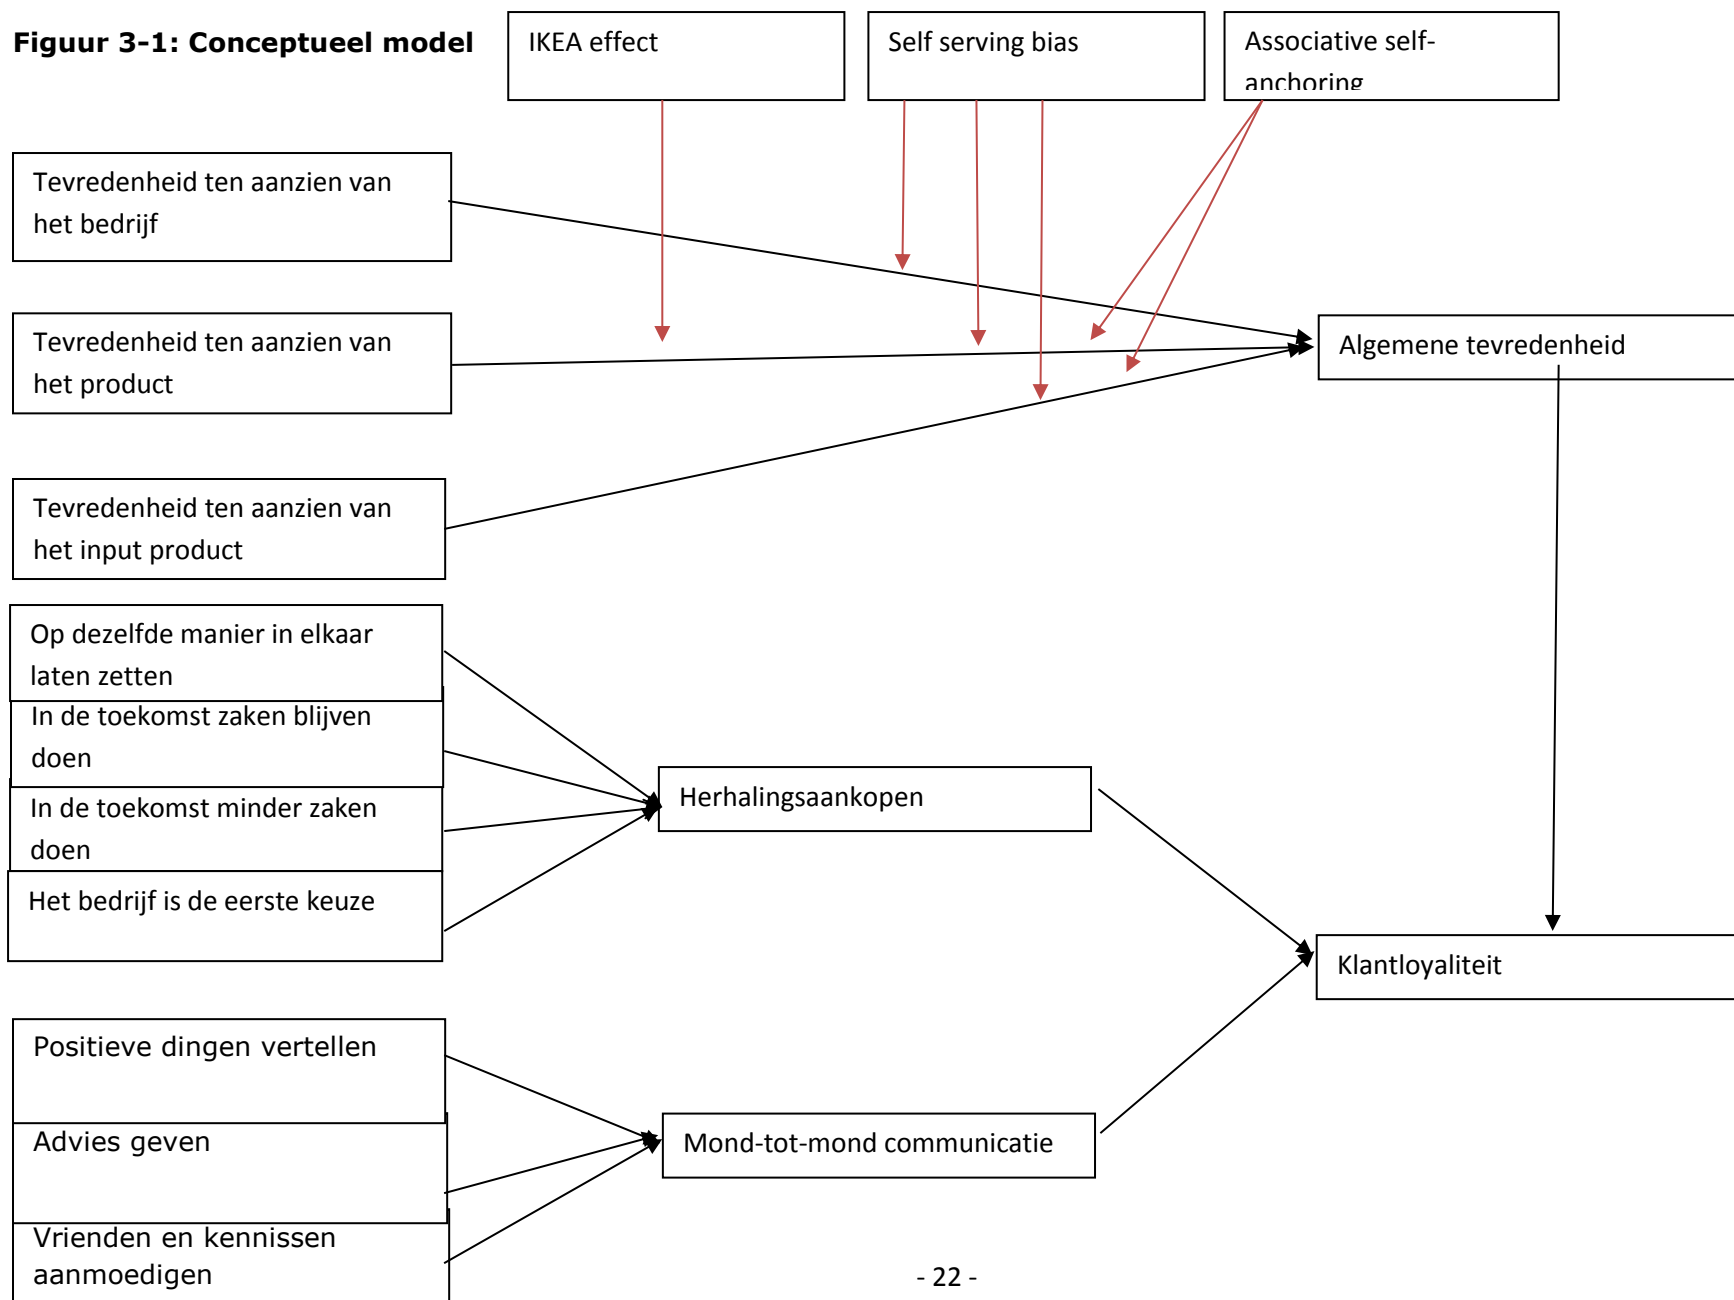 Figuur 3-1: Conceptueel model
IKEA effect
Self serving bias
Associative self-
anchoring
Tevredenheid ten aanzien van
het bedrijf
Tevredenheid ten aanzien van
het product
Algemene tevredenheid
Tevredenheid ten aanzien van
het input product
Op dezelfde manier in elkaar
laten zetten
In de toekomst zaken blijven
doen
In de toekomst minder zaken
doen
Het bedrijf is de eerste keuze
Herhalingsaankopen
Klantloyaliteit
Positieve dingen vertellen
Advies geven
Vrienden en kennissen
aanmoedigen
Mond-tot-mond communicatie
- 22 -